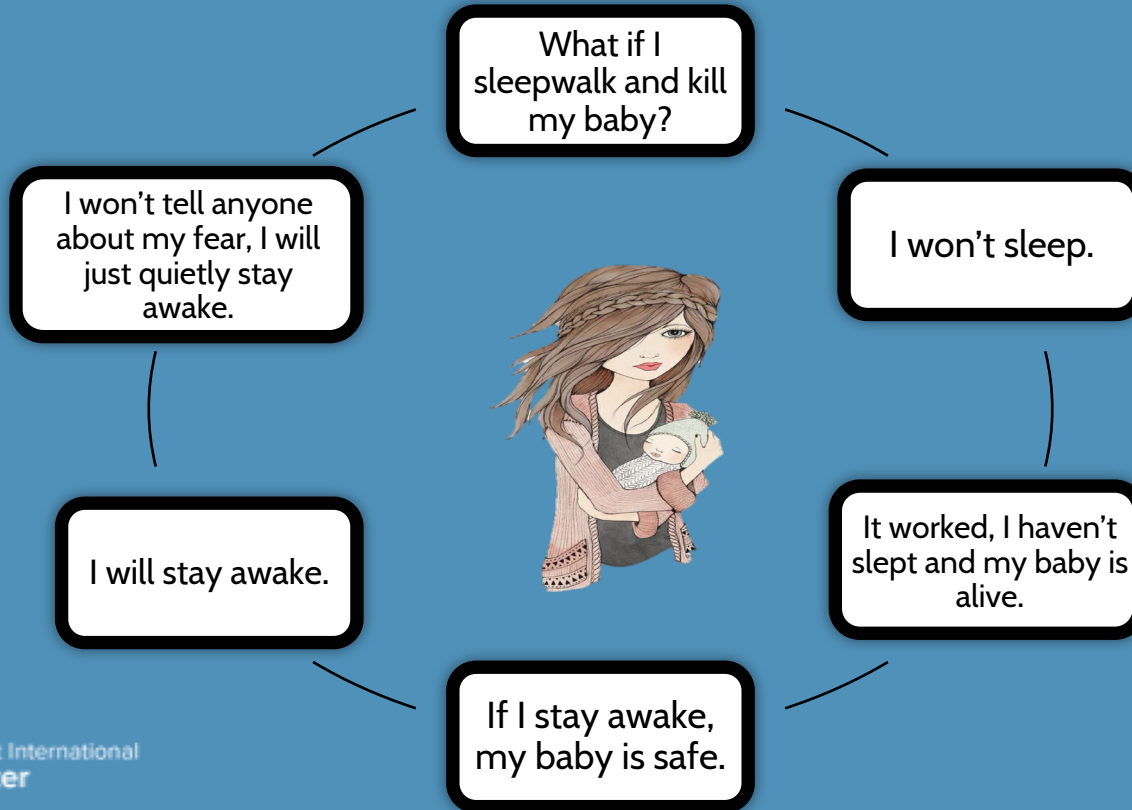 What if I
sleepwalk and kill
my baby?
I won't sleep.
It worked, I haven't
slept and my baby is
alive.
If I stay awake,
my baby is safe.
I will stay awake.
I won't tell anyone
about my fear, I will
just quietly stay
awake.
International